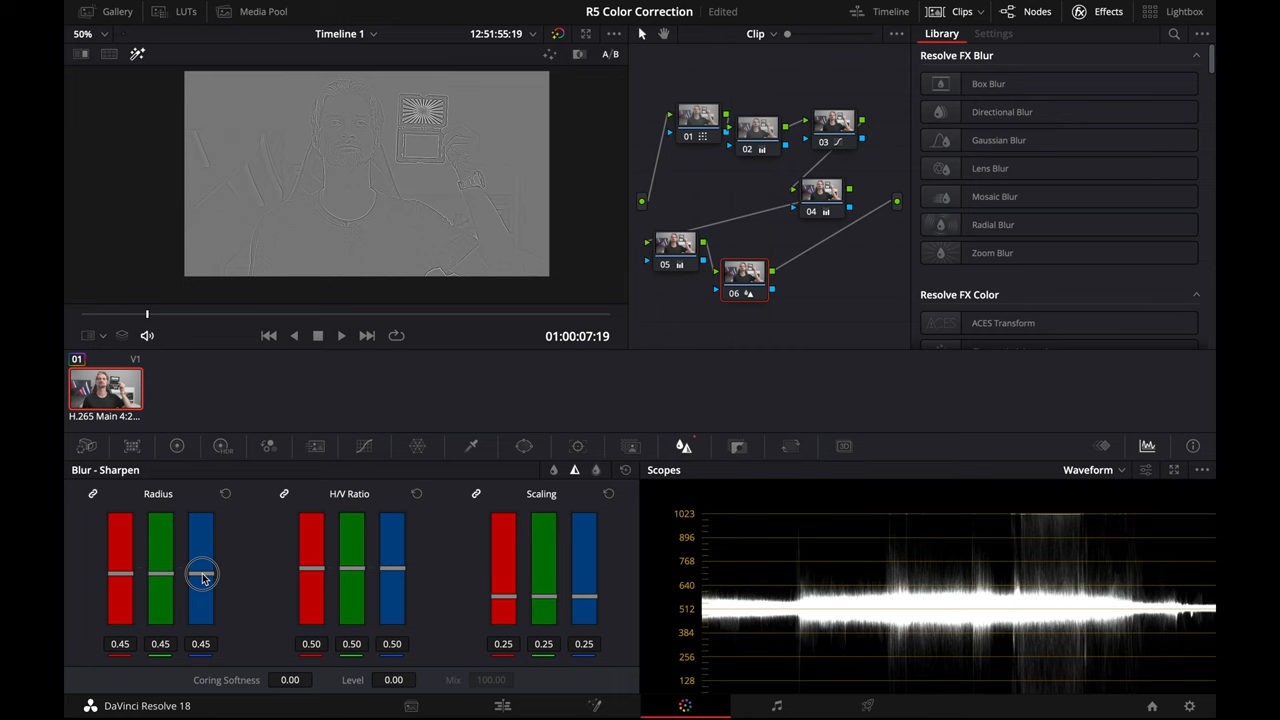 Gallery LUTs Media Pool R5 Color Correction Edited Timeline Clips Nodes Effects Lightbox
50% Timeline 1 12:51:55:19 Clip Library Settings
A/B
Resolve FX Blur
Box Blur
Directional Blur
Gaussian Blur
Lens Blur
Mosaic Blur
Radial Blur
Zoom Blur
Resolve FX Color
ACES Transform
01
02
03
04
05
06
01:00:07:19
01 V1
H.265 Main 4:2...
HDR
3D
Blur - Sharpen
Radius H/V Ratio Scaling
0.45 0.45 0.45 0.50 0.50 0.50 0.25 0.25 0.25
Coring Softness 0.00 Level 0.00 Mix 100.00
Scopes Waveform
1023
896
768
640
512
384
256
128
DaVinci Resolve 18